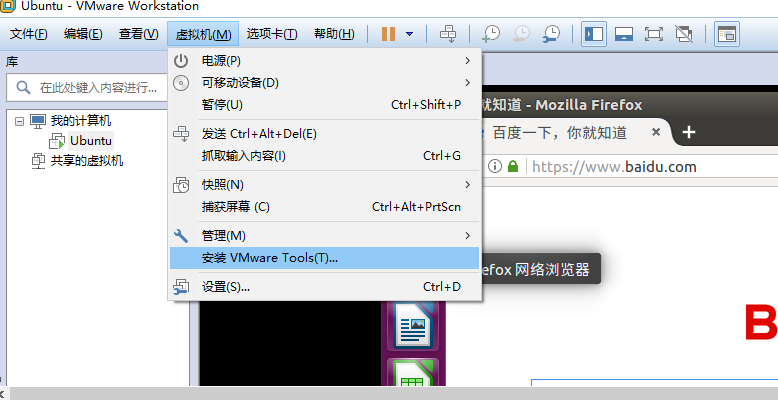 Ubuntu - VMware Workstation
文件(F) 编辑(E) 查看(V) 虚拟机(M) 选项卡(T) 帮助(H)
库
在此处键入内容进行...
我的计算机
Ubuntu
共享的虚拟机
电源(P)
可移动设备(D)
暂停(U) Ctrl+Shift+P
发送 Ctrl+Alt+Del(E)
抓取输入内容(I) Ctrl+G
快照(N)
捕获屏幕 (C) Ctrl+Alt+PrtScn
管理(M)
安装 VMware Tools(T)...
设置(S)... Ctrl+D
就知道 - Mozilla Firefox
百度一下，你就知道
https://www.baidu.com
efox 网络浏览器
B